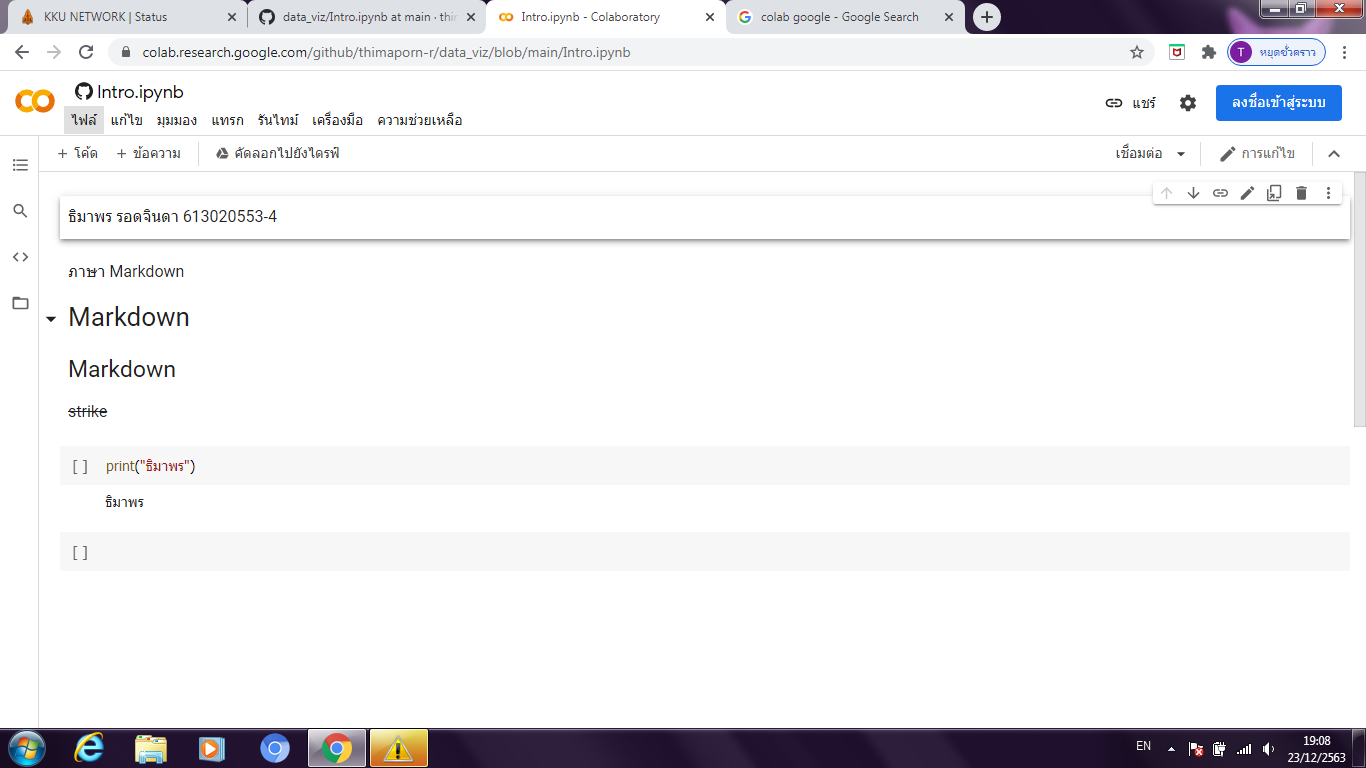 KKU NETWORK | Status
data_viz/Intro.ipynb at main · thir
Intro.ipynb - Colaboratory
colab google - Google Search
colab.research.google.com/github/thimaporn-r/data_viz/blob/main/Intro.ipynb
T หยุดชั่วคราว
Intro.ipynb
ไฟล์ แก้ไข มุมมอง แทรก รันไทม์ เครื่องมือ ความช่วยเหลือ
แชร์
ลงชื่อเข้าสู่ระบบ
+ โค้ด + ข้อความ คัดลอกไปยังไดรฟ์
เชื่อมต่อ การแก้ไข
ธิมาพร รอดจินดา 613020553-4
ภาษา Markdown
Markdown
Markdown
strike
[ ] print("ธิมาพร")
ธิมาพร
[ ]
EN
19:08
23/12/2563